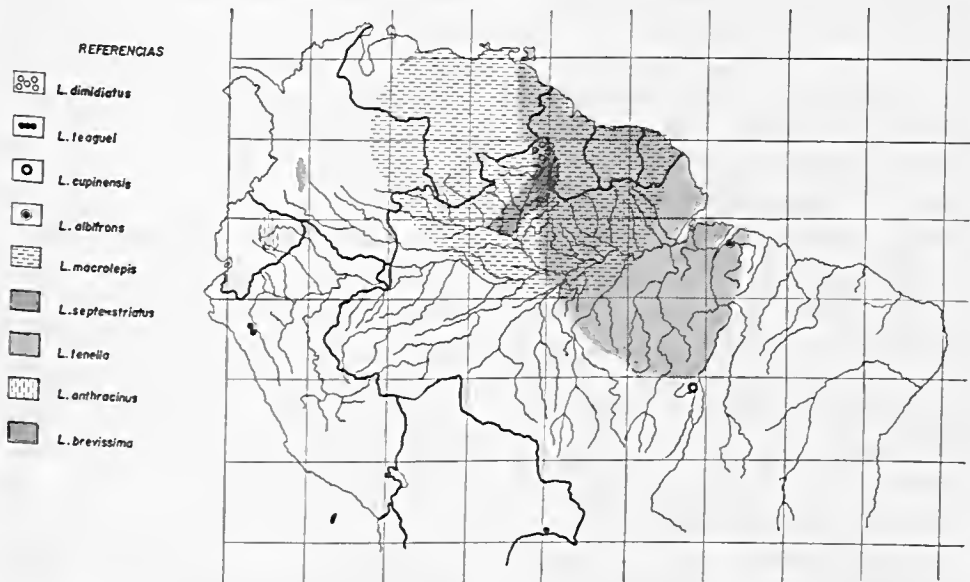 REFERENCIAS
L. dimidiatus
L. teaguei
L. cupinensis
L. albifrons
L. macrolepis
L. septemstriatus
L. tenella
L. anthracinus
L. brevissima